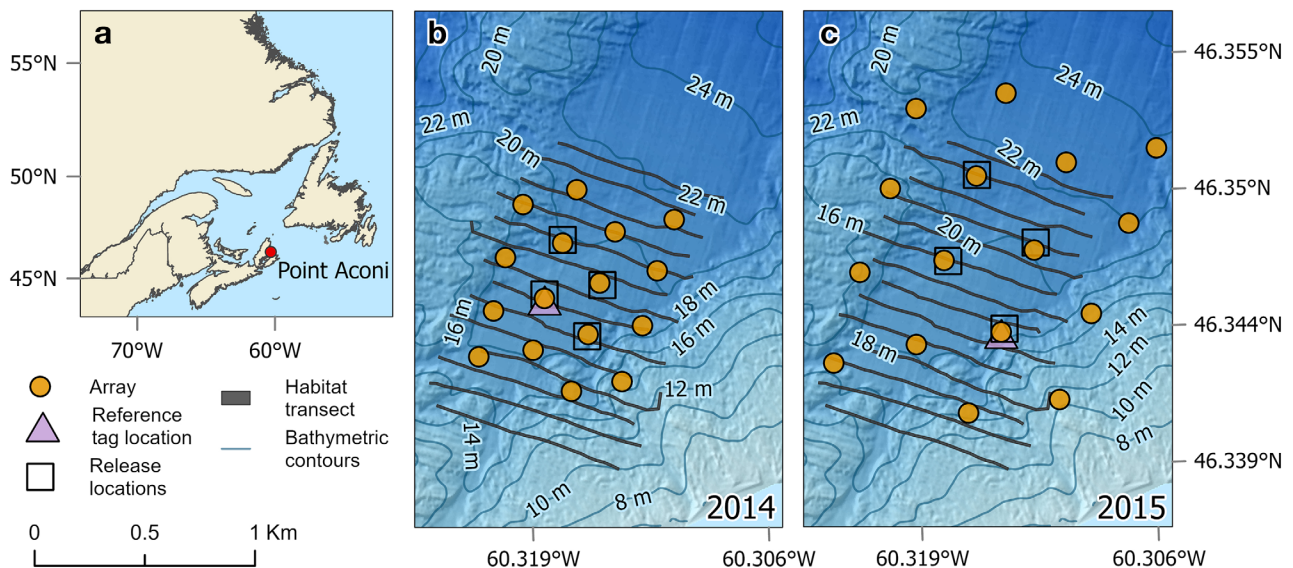 a
55°N
50°N
45°N
70°W
60°W
Point Aconi
Array
Reference
tag location
Release
locations
Habitat
transect
Bathymetric
contours
0
0.5
1 Km
b
20 m
24 m
22 m
20 m
22 m
18 m
16 m
16 m
12 m
14 m
10 m
8 m
2014
60.319°W
60.306°W
c
20 m
24 m
22 m
22 m
16 m
20 m
18 m
14 m
12 m
10 m
8 m
2015
60.319°W
60.306°W
46.355°N
46.35°N
46.344°N
46.339°N